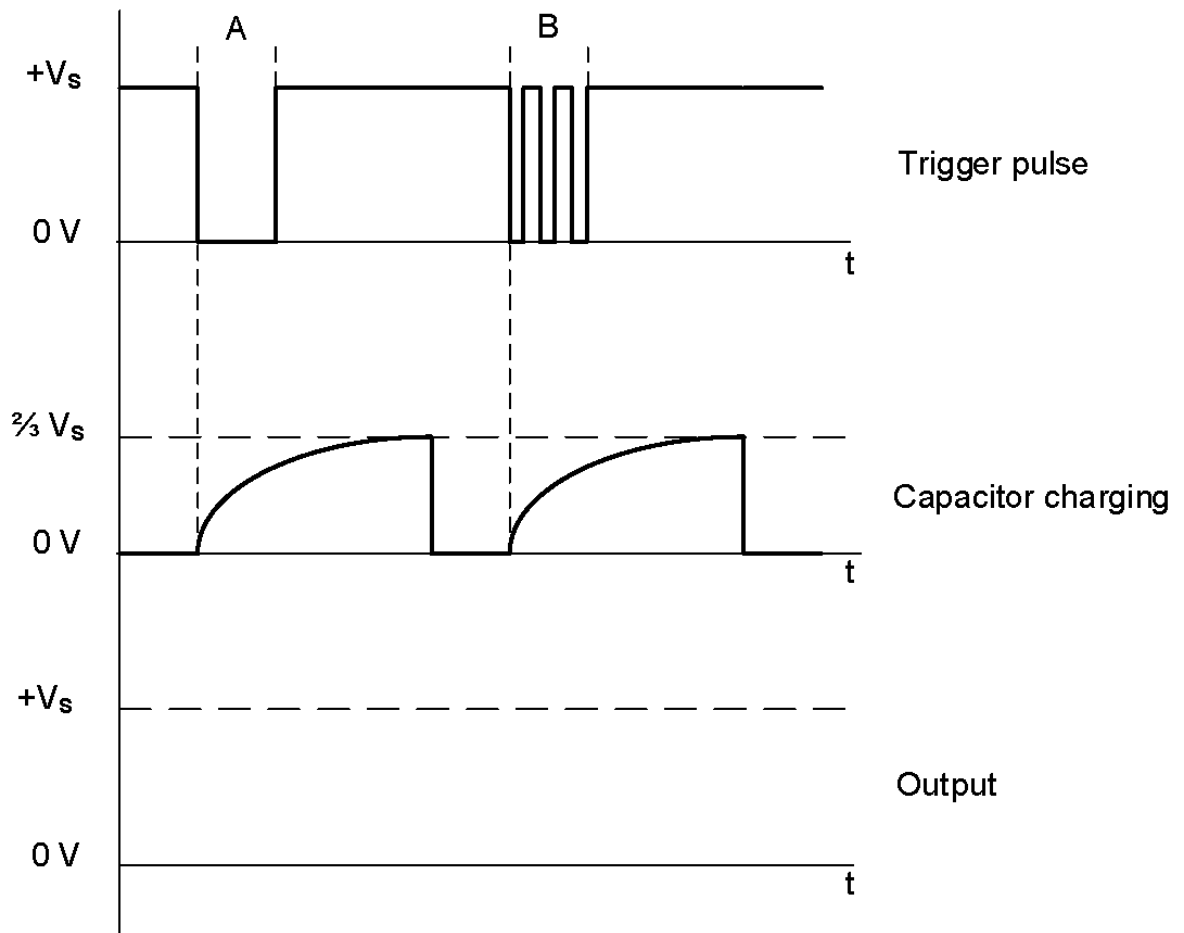 A
B
+Vs
Trigger pulse
0 V
t
⅔ Vs
Capacitor charging
0 V
t
+Vs
Output
0 V
t